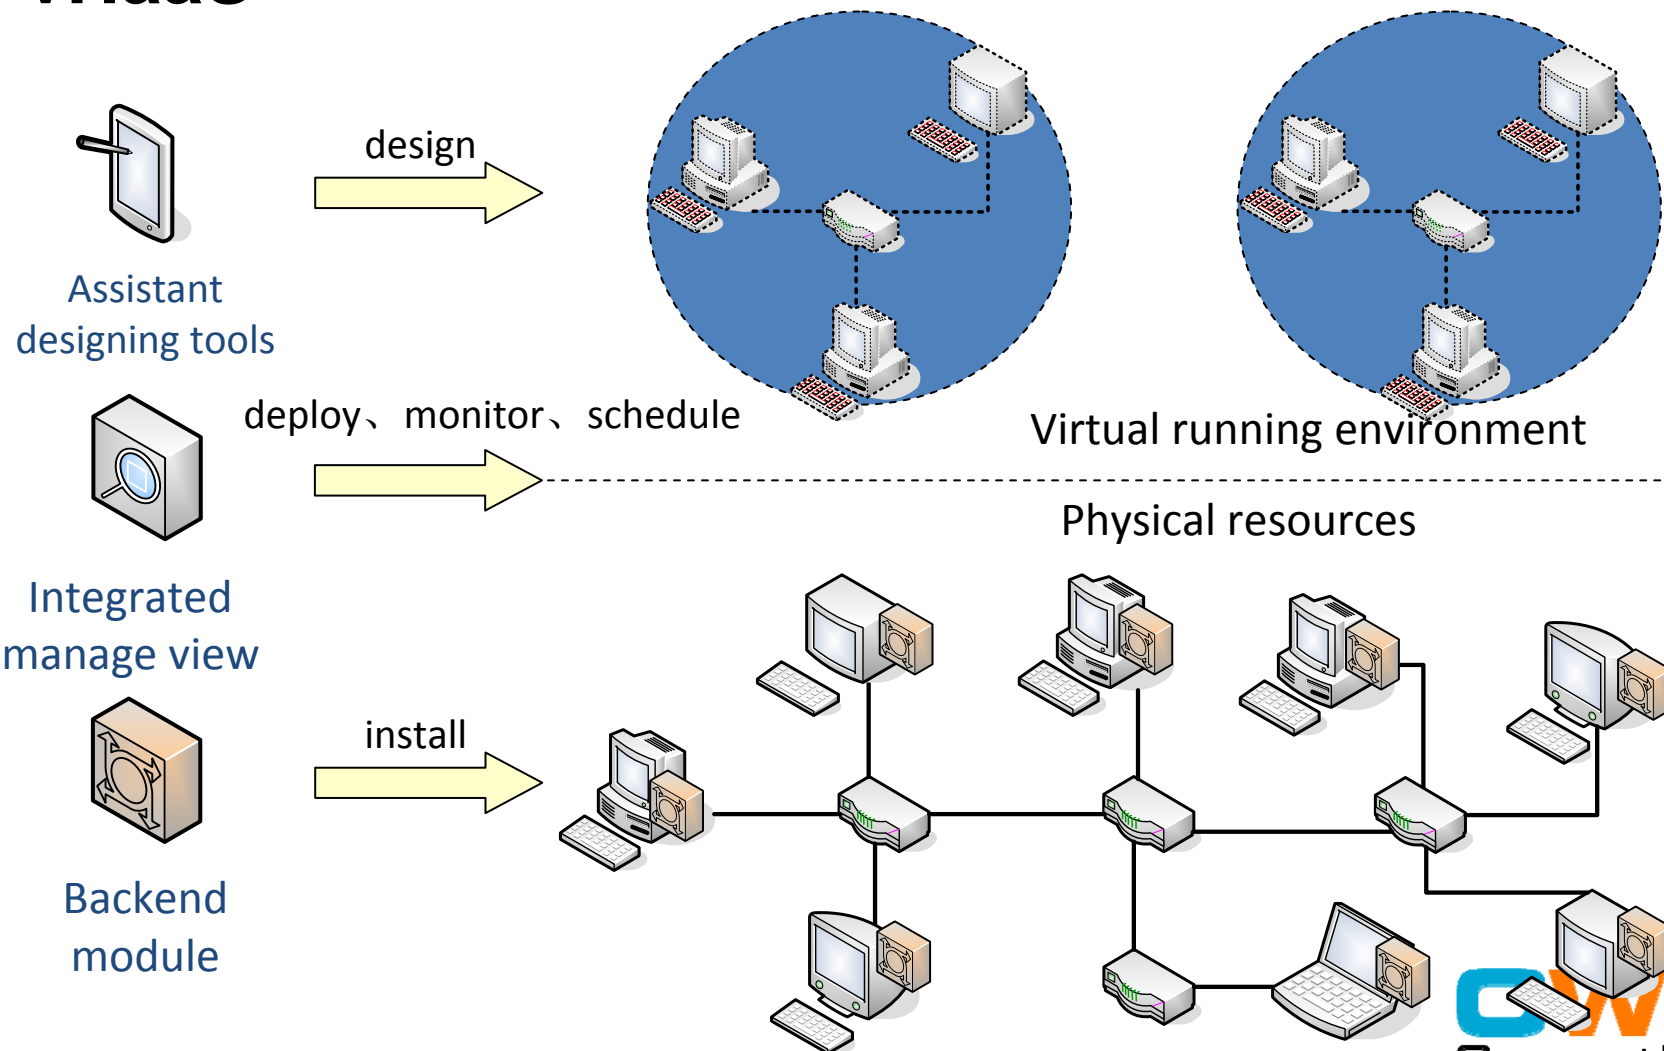 design
Assistant
designing tools
deploy、monitor、schedule
Virtual running environment
Physical resources
Integrated
manage view
install
Backend
module